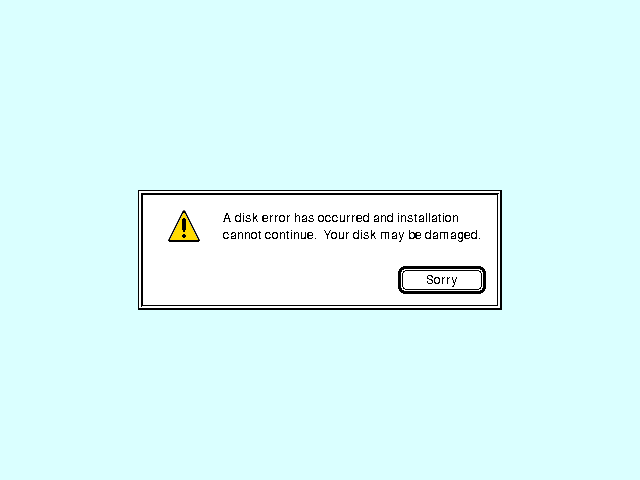 A disk error has occurred and installation
cannot continue.  Your disk may be damaged.
Sorry